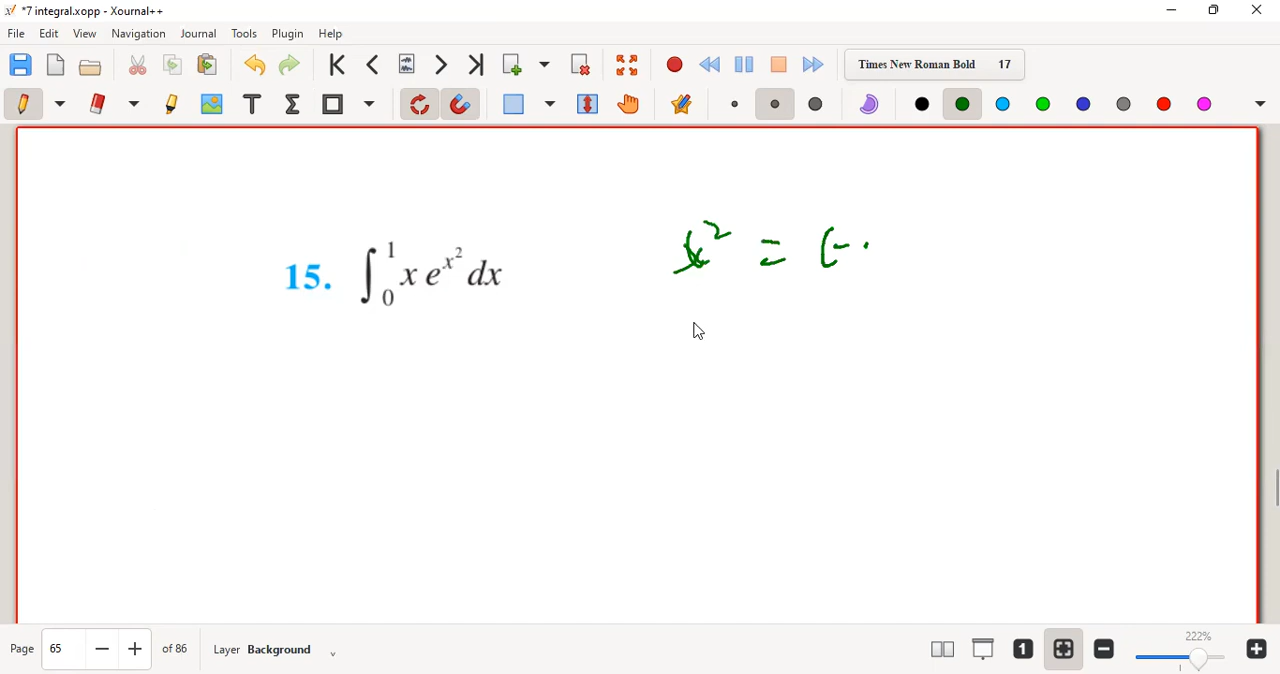 *7 integral.xopp - Xournal++
File Edit View Navigation Journal Tools Plugin Help
Times New Roman Bold 17
15. ∫₀¹ x e^{x²} dx
x² = t
Page 65 of 86 Layer Background 222%